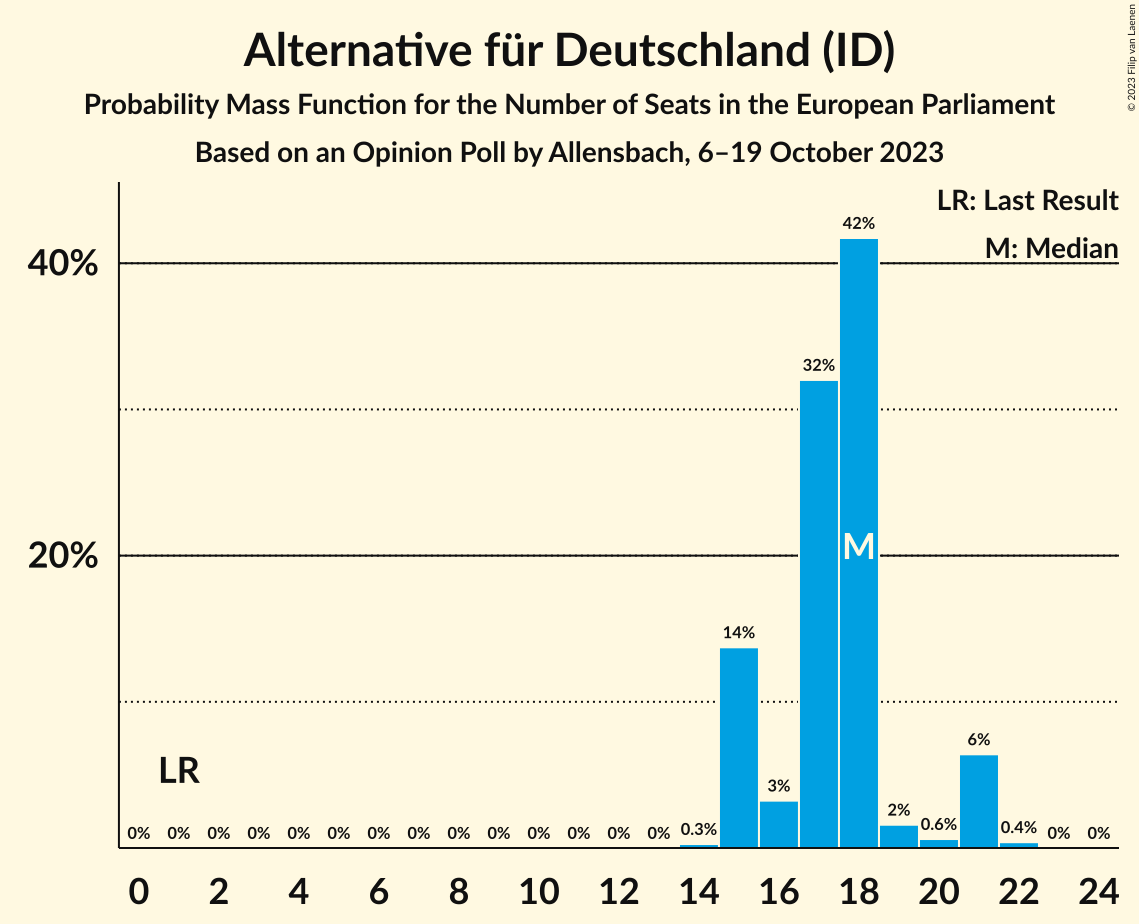 Alternative für Deutschland (ID)
Probability Mass Function for the Number of Seats in the European Parliament
Based on an Opinion Poll by Allensbach, 6–19 October 2023
© 2023 Filip van Laenen
LR: Last Result
M: Median
40%
20%
42%
32%
M
14%
6%
LR
3%
2%
0% 0% 0% 0% 0% 0% 0% 0% 0% 0% 0% 0% 0% 0% 0.3% 0.6% 0.4% 0% 0%
0 2 4 6 8 10 12 14 16 18 20 22 24